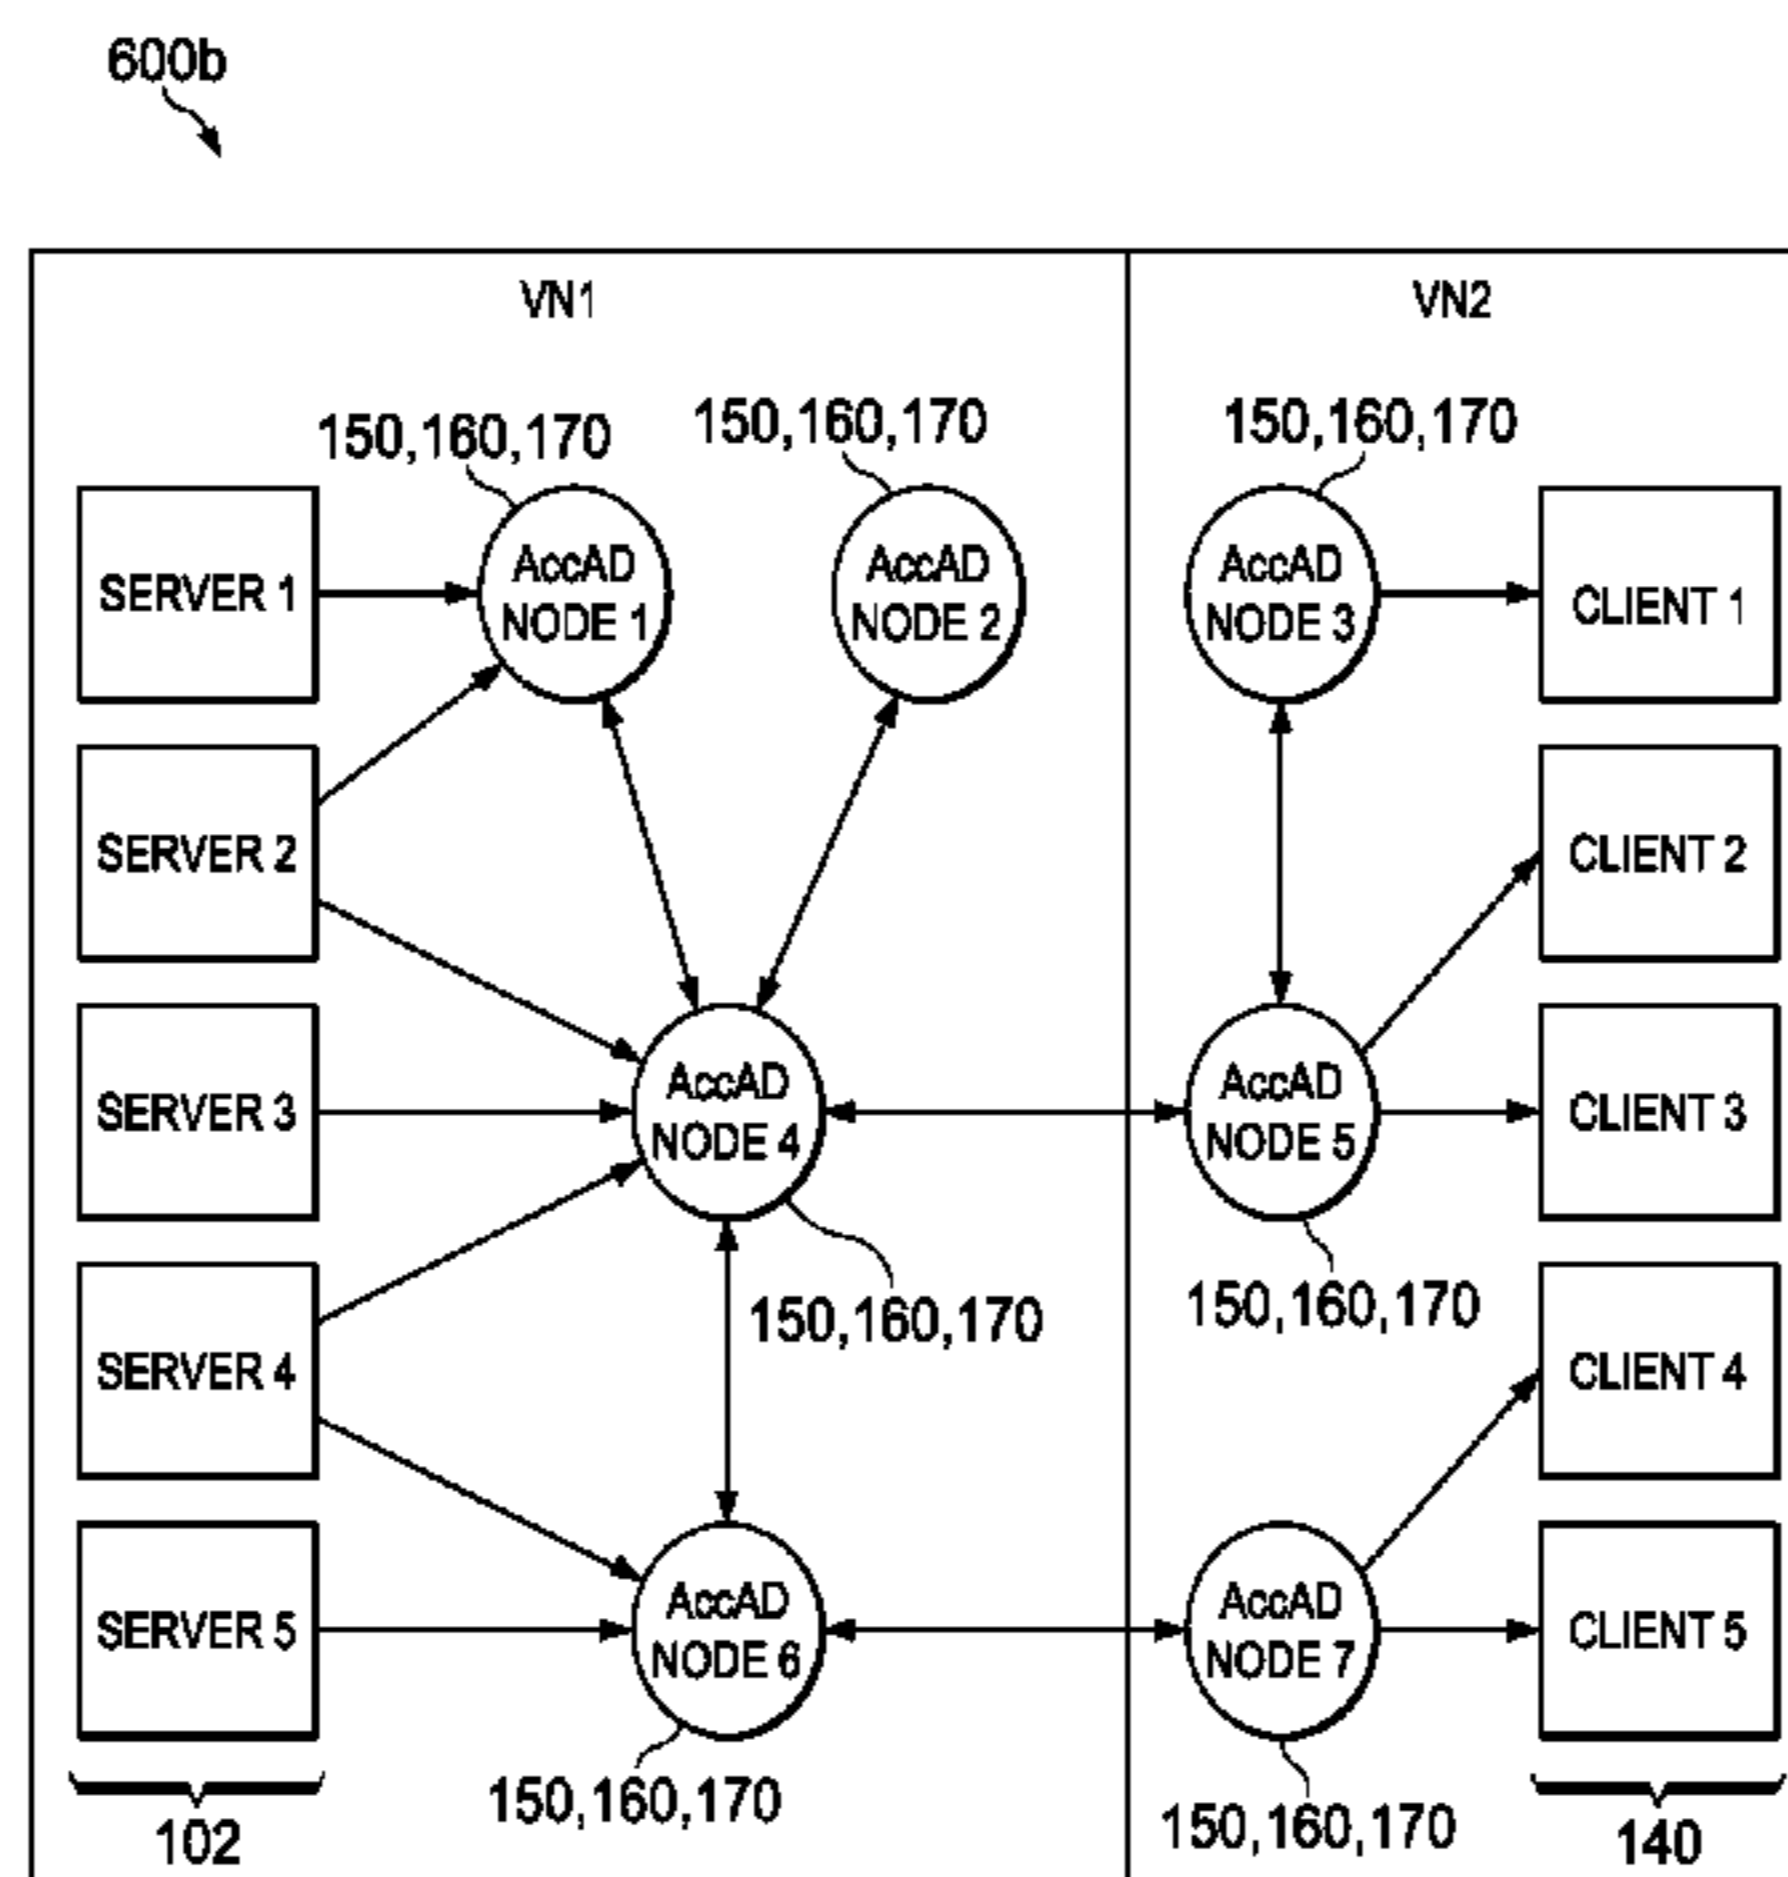 600b
VN1
VN2
150,160,170
150,160,170
150,160,170
SERVER 1
AccAD
NODE 1
AccAD
NODE 2
AccAD
NODE 3
CLIENT 1
SERVER 2
CLIENT 2
SERVER 3
AccAD
NODE 4
AccAD
NODE 5
CLIENT 3
150,160,170
150,160,170
SERVER 4
CLIENT 4
SERVER 5
AccAD
NODE 6
AccAD
NODE 7
CLIENT 5
150,160,170
150,160,170
102
140